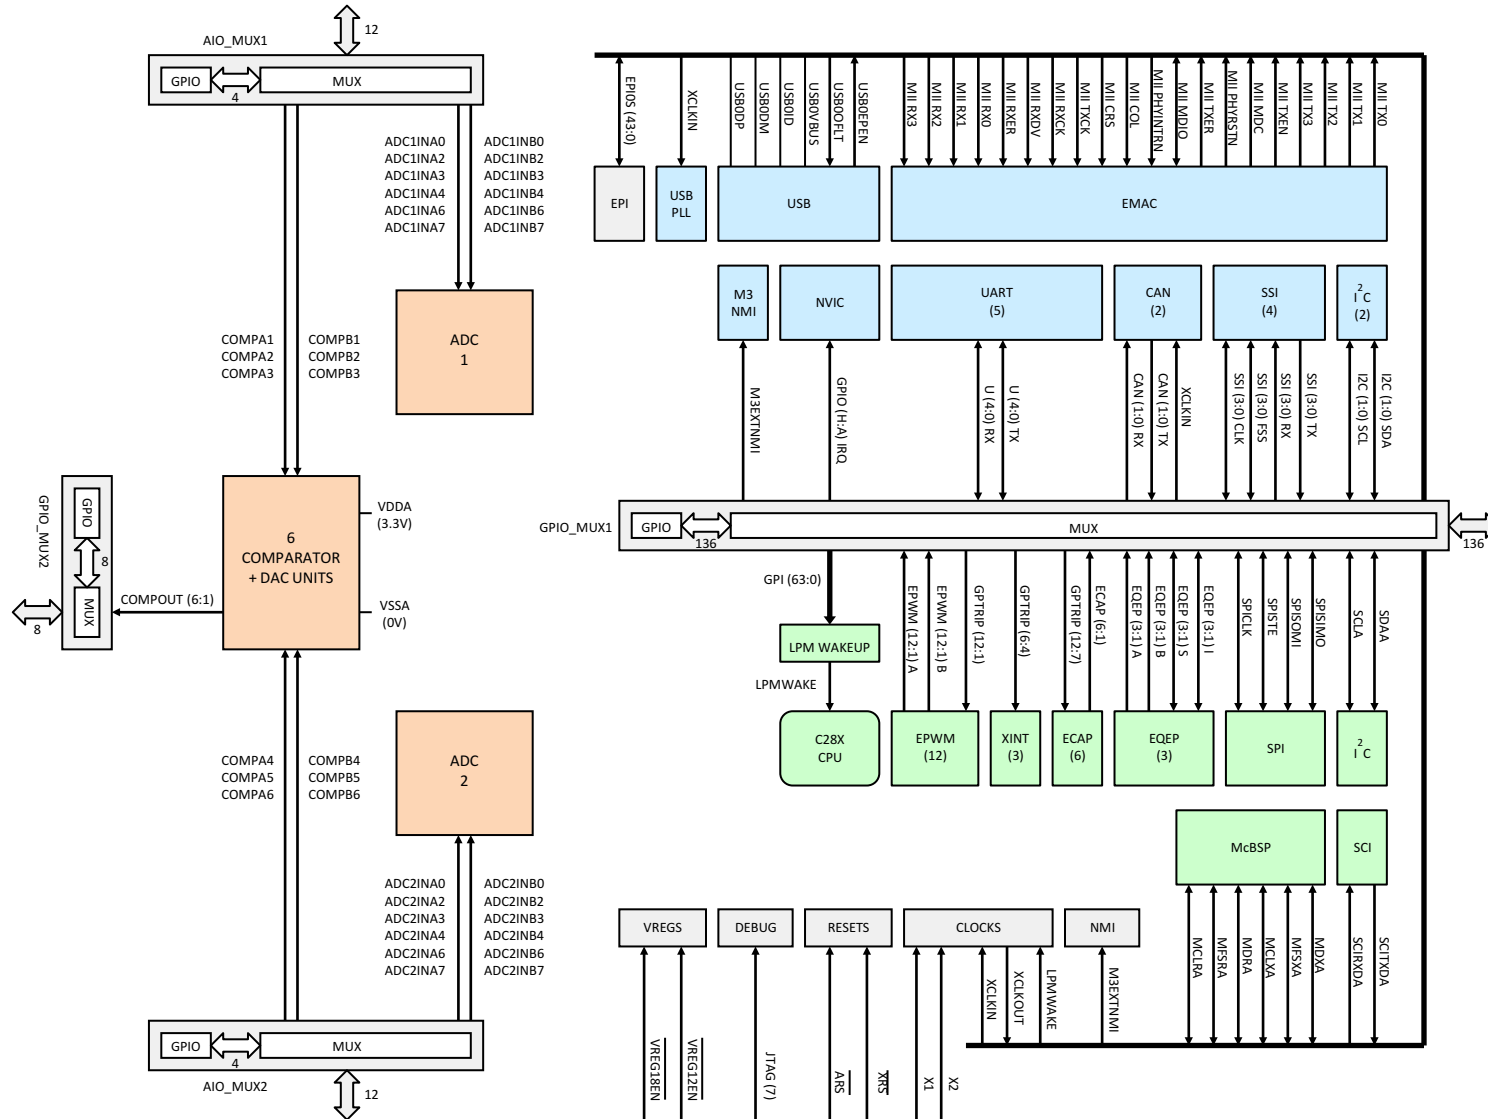 12
AIO_MUX1
GPIO
4
MUX
ADC1INA0
ADC1INA2
ADC1INA3
ADC1INA4
ADC1INA6
ADC1INA7
ADC1INB0
ADC1INB2
ADC1INB3
ADC1INB4
ADC1INB6
ADC1INB7
ADC
1
COMPA1
COMPA2
COMPA3
COMPB1
COMPB2
COMPB3
GPIO_MUX2
GPIO
8
MUX
8
COMPOUT (6:1)
6
COMPARATOR
+ DAC UNITS
VDDA
(3.3V)
VSSA
(0V)
COMPA4
COMPA5
COMPA6
COMPB4
COMPB5
COMPB6
ADC
2
ADC2INA0
ADC2INA2
ADC2INA3
ADC2INA4
ADC2INA6
ADC2INA7
ADC2INB0
ADC2INB2
ADC2INB3
ADC2INB4
ADC2INB6
ADC2INB7
GPIO
4
MUX
AIO_MUX2
12
EPI0S (43:0)
XCLKIN
USB0DP
USB0DM
USB0ID
USB0VBUS
USB0OFLT
USB0EPEN
MII RX3
MII RX2
MII RX1
MII RX0
MII RXER
MII RXDV
MII RXCK
MII TXCK
MII CRS
MII COL
MII PHYINTRN
MII MDIO
MII TXER
MII PHYRSTN
MII MDC
MII TXEN
MII TX3
MII TX2
MII TX1
MII TX0
EPI
USB
PLL
USB
EMAC
M3
NMI
NVIC
UART
(5)
CAN
(2)
SSI
(4)
I2C
(2)
M3EXTNMI
GPIO (H:A) IRQ
U (4:0) RX
U (4:0) TX
CAN (1:0) RX
CAN (1:0) TX
XCLKIN
SSI (3:0) CLK
SSI (3:0) FSS
SSI (3:0) RX
SSI (3:0) TX
I2C (1:0) SCL
I2C (1:0) SDA
GPIO_MUX1
GPIO
136
MUX
136
GPI (63:0)
LPM WAKEUP
LPMWAKE
EPWM (12:1) A
EPWM (12:1) B
GPTRIP (12:1)
GPTRIP (6:4)
GPTRIP (12:7)
ECAP (6:1)
EQEP (3:1) A
EQEP (3:1) B
EQEP (3:1) S
EQEP (3:1) I
SPICLK
SPISTE
SPISOMI
SPISIMO
SCLA
SDAA
C28X
CPU
EPWM
(12)
XINT
(3)
ECAP
(6)
EQEP
(3)
SPI
I2C
McBSP
SCI
MCLRA
MFSRA
MDRA
MCLXA
MFSXA
MDXA
SCIRXDA
SCITXDA
VREGS
DEBUG
RESETS
CLOCKS
NMI
VREG18EN
VREG12EN
JTAG (7)
ARS
XRS
X1
X2
XCLKIN
XCLKOUT
LPMWAKE
M3EXTNMI